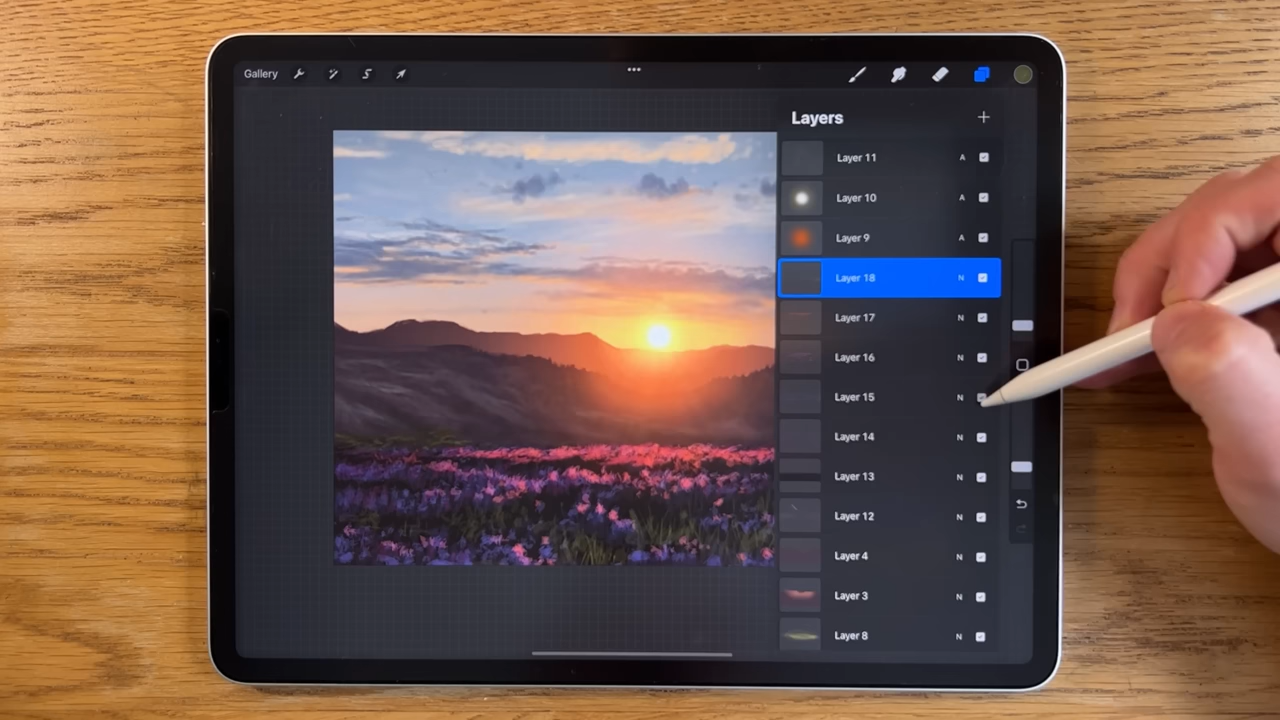 Gallery
Layers
Layer 11 A
Layer 10 A
Layer 9 A
Layer 18 N
Layer 17 N
Layer 16 N
Layer 15 N
Layer 14 N
Layer 13 N
Layer 12 N
Layer 4 N
Layer 3 N
Layer 8 N